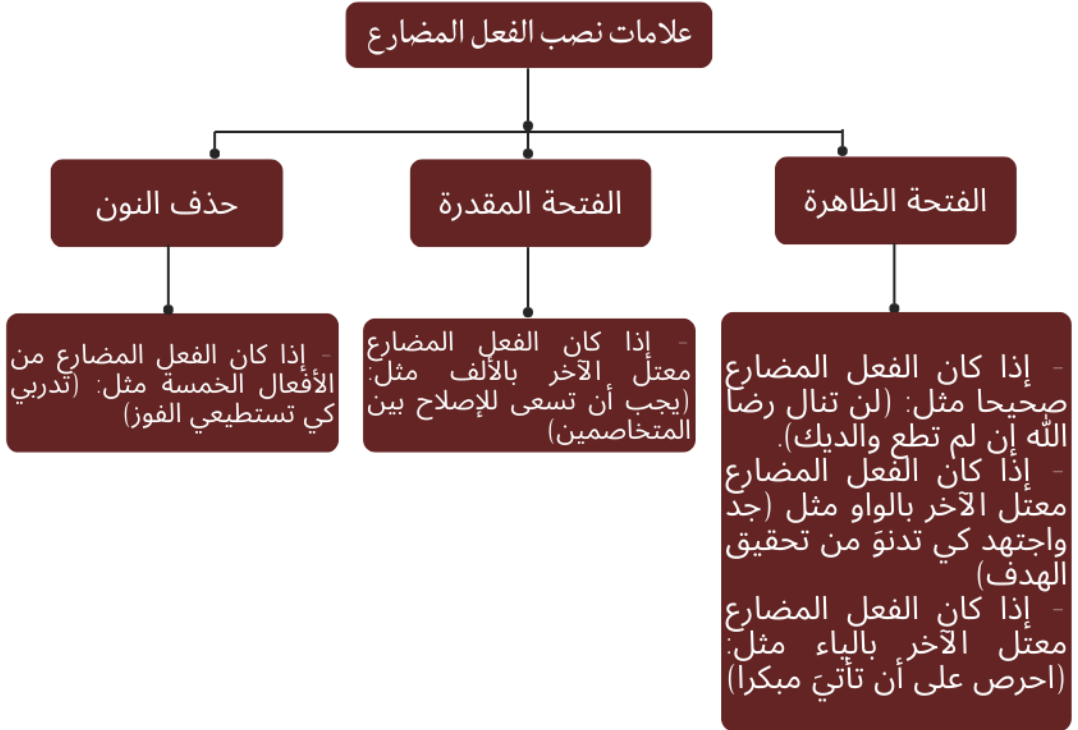 علامات نصب الفعل المضارع
الفتحة الظاهرة
الفتحة المقدرة
حذف النون
- إذا كان الفعل المضارع
صحيحا مثل: (لن تنال رضا
الله إن لم تطع والديك).
- إذا كان الفعل المضارع
معتل الآخر بالواو مثل (جد
واجتهد كي تدنوَ من تحقيق
الهدف)
- إذا كان الفعل المضارع
معتل الآخر بالياء مثل:
(احرص على أن تأتيَ مبكرا)
- إذا كان الفعل المضارع
معتل الآخر بالألف مثل:
(يجب أن تسعى للإصلاح بين
المتخاصمين)
- إذا كان الفعل المضارع من
الأفعال الخمسة مثل: (تدربي
كي تستطيعي الفوز)